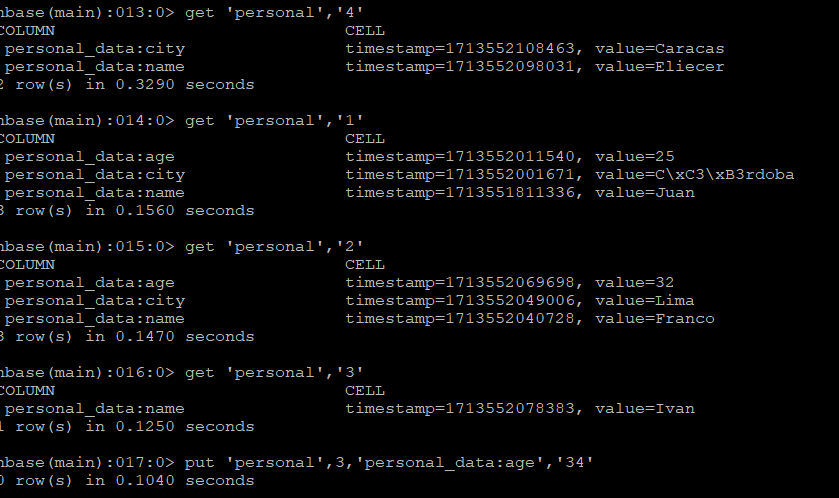 hbase(main):013:0> get 'personal','4'
COLUMN CELL
personal_data:city timestamp=1713552108463, value=Caracas
personal_data:name timestamp=1713552098031, value=Eliecer
2 row(s) in 0.3290 seconds
hbase(main):014:0> get 'personal','1'
COLUMN CELL
personal_data:age timestamp=1713552011540, value=25
personal_data:city timestamp=1713552001671, value=C\xC3\xB3rdoba
personal_data:name timestamp=1713551811336, value=Juan
3 row(s) in 0.1560 seconds
hbase(main):015:0> get 'personal','2'
COLUMN CELL
personal_data:age timestamp=1713552069698, value=32
personal_data:city timestamp=1713552049006, value=Lima
personal_data:name timestamp=1713552040728, value=Franco
3 row(s) in 0.1470 seconds
hbase(main):016:0> get 'personal','3'
COLUMN CELL
personal_data:name timestamp=1713552078383, value=Ivan
1 row(s) in 0.1250 seconds
hbase(main):017:0> put 'personal',3,'personal_data:age','34'
0 row(s) in 0.1040 seconds